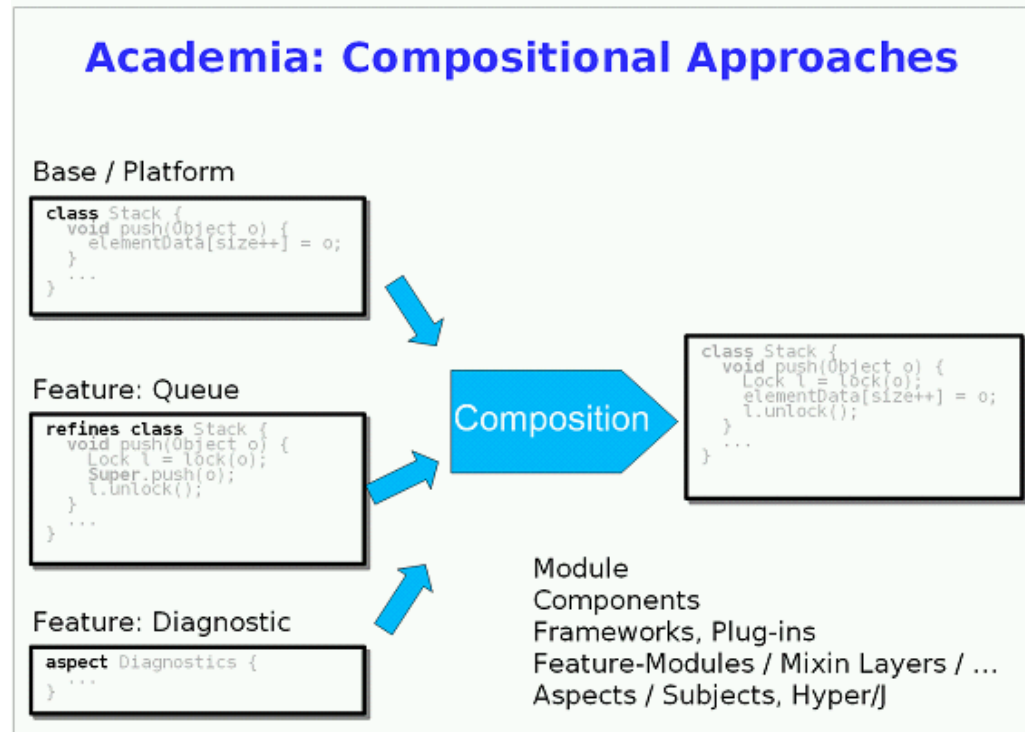 Academia: Compositional Approaches
Base / Platform
class Stack {
void push(Object o) {
elementData[size++] = o;
}
...
}
Feature: Queue
refines class Stack {
void push(Object o) {
Lock l = lock(o);
Super.push(o);
l.unlock();
}
...
}
Feature: Diagnostic
aspect Diagnostics {
...
}
Composition
class Stack {
void push(Object o) {
Lock l = lock(o);
elementData[size++] = o;
l.unlock();
}
...
}
Module
Components
Frameworks, Plug-ins
Feature-Modules / Mixin Layers / ...
Aspects / Subjects, Hyper/J